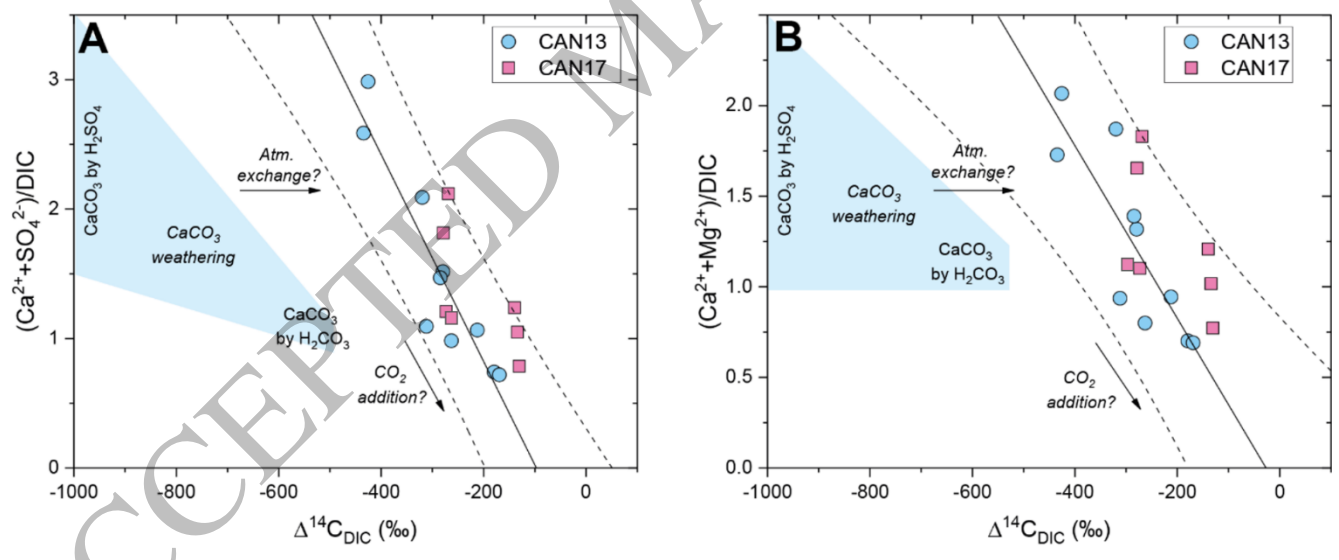 A
CAN13
CAN17
(Ca²⁺+SO₄²⁻)/DIC
3
2
1
0
CaCO₃ by H₂SO₄
CaCO₃
weathering
CaCO₃
by H₂CO₃
Atm.
exchange?
CO₂
addition?
-1000 -800 -600 -400 -200 0
Δ¹⁴C_DIC (‰)
B
CAN13
CAN17
(Ca²⁺+Mg²⁺)/DIC
2.0
1.5
1.0
0.5
0.0
CaCO₃ by H₂SO₄
CaCO₃
weathering
CaCO₃
by H₂CO₃
Atm.
exchange?
CO₂
addition?
-1000 -800 -600 -400 -200 0
Δ¹⁴C_DIC (‰)
CCEPTED MA